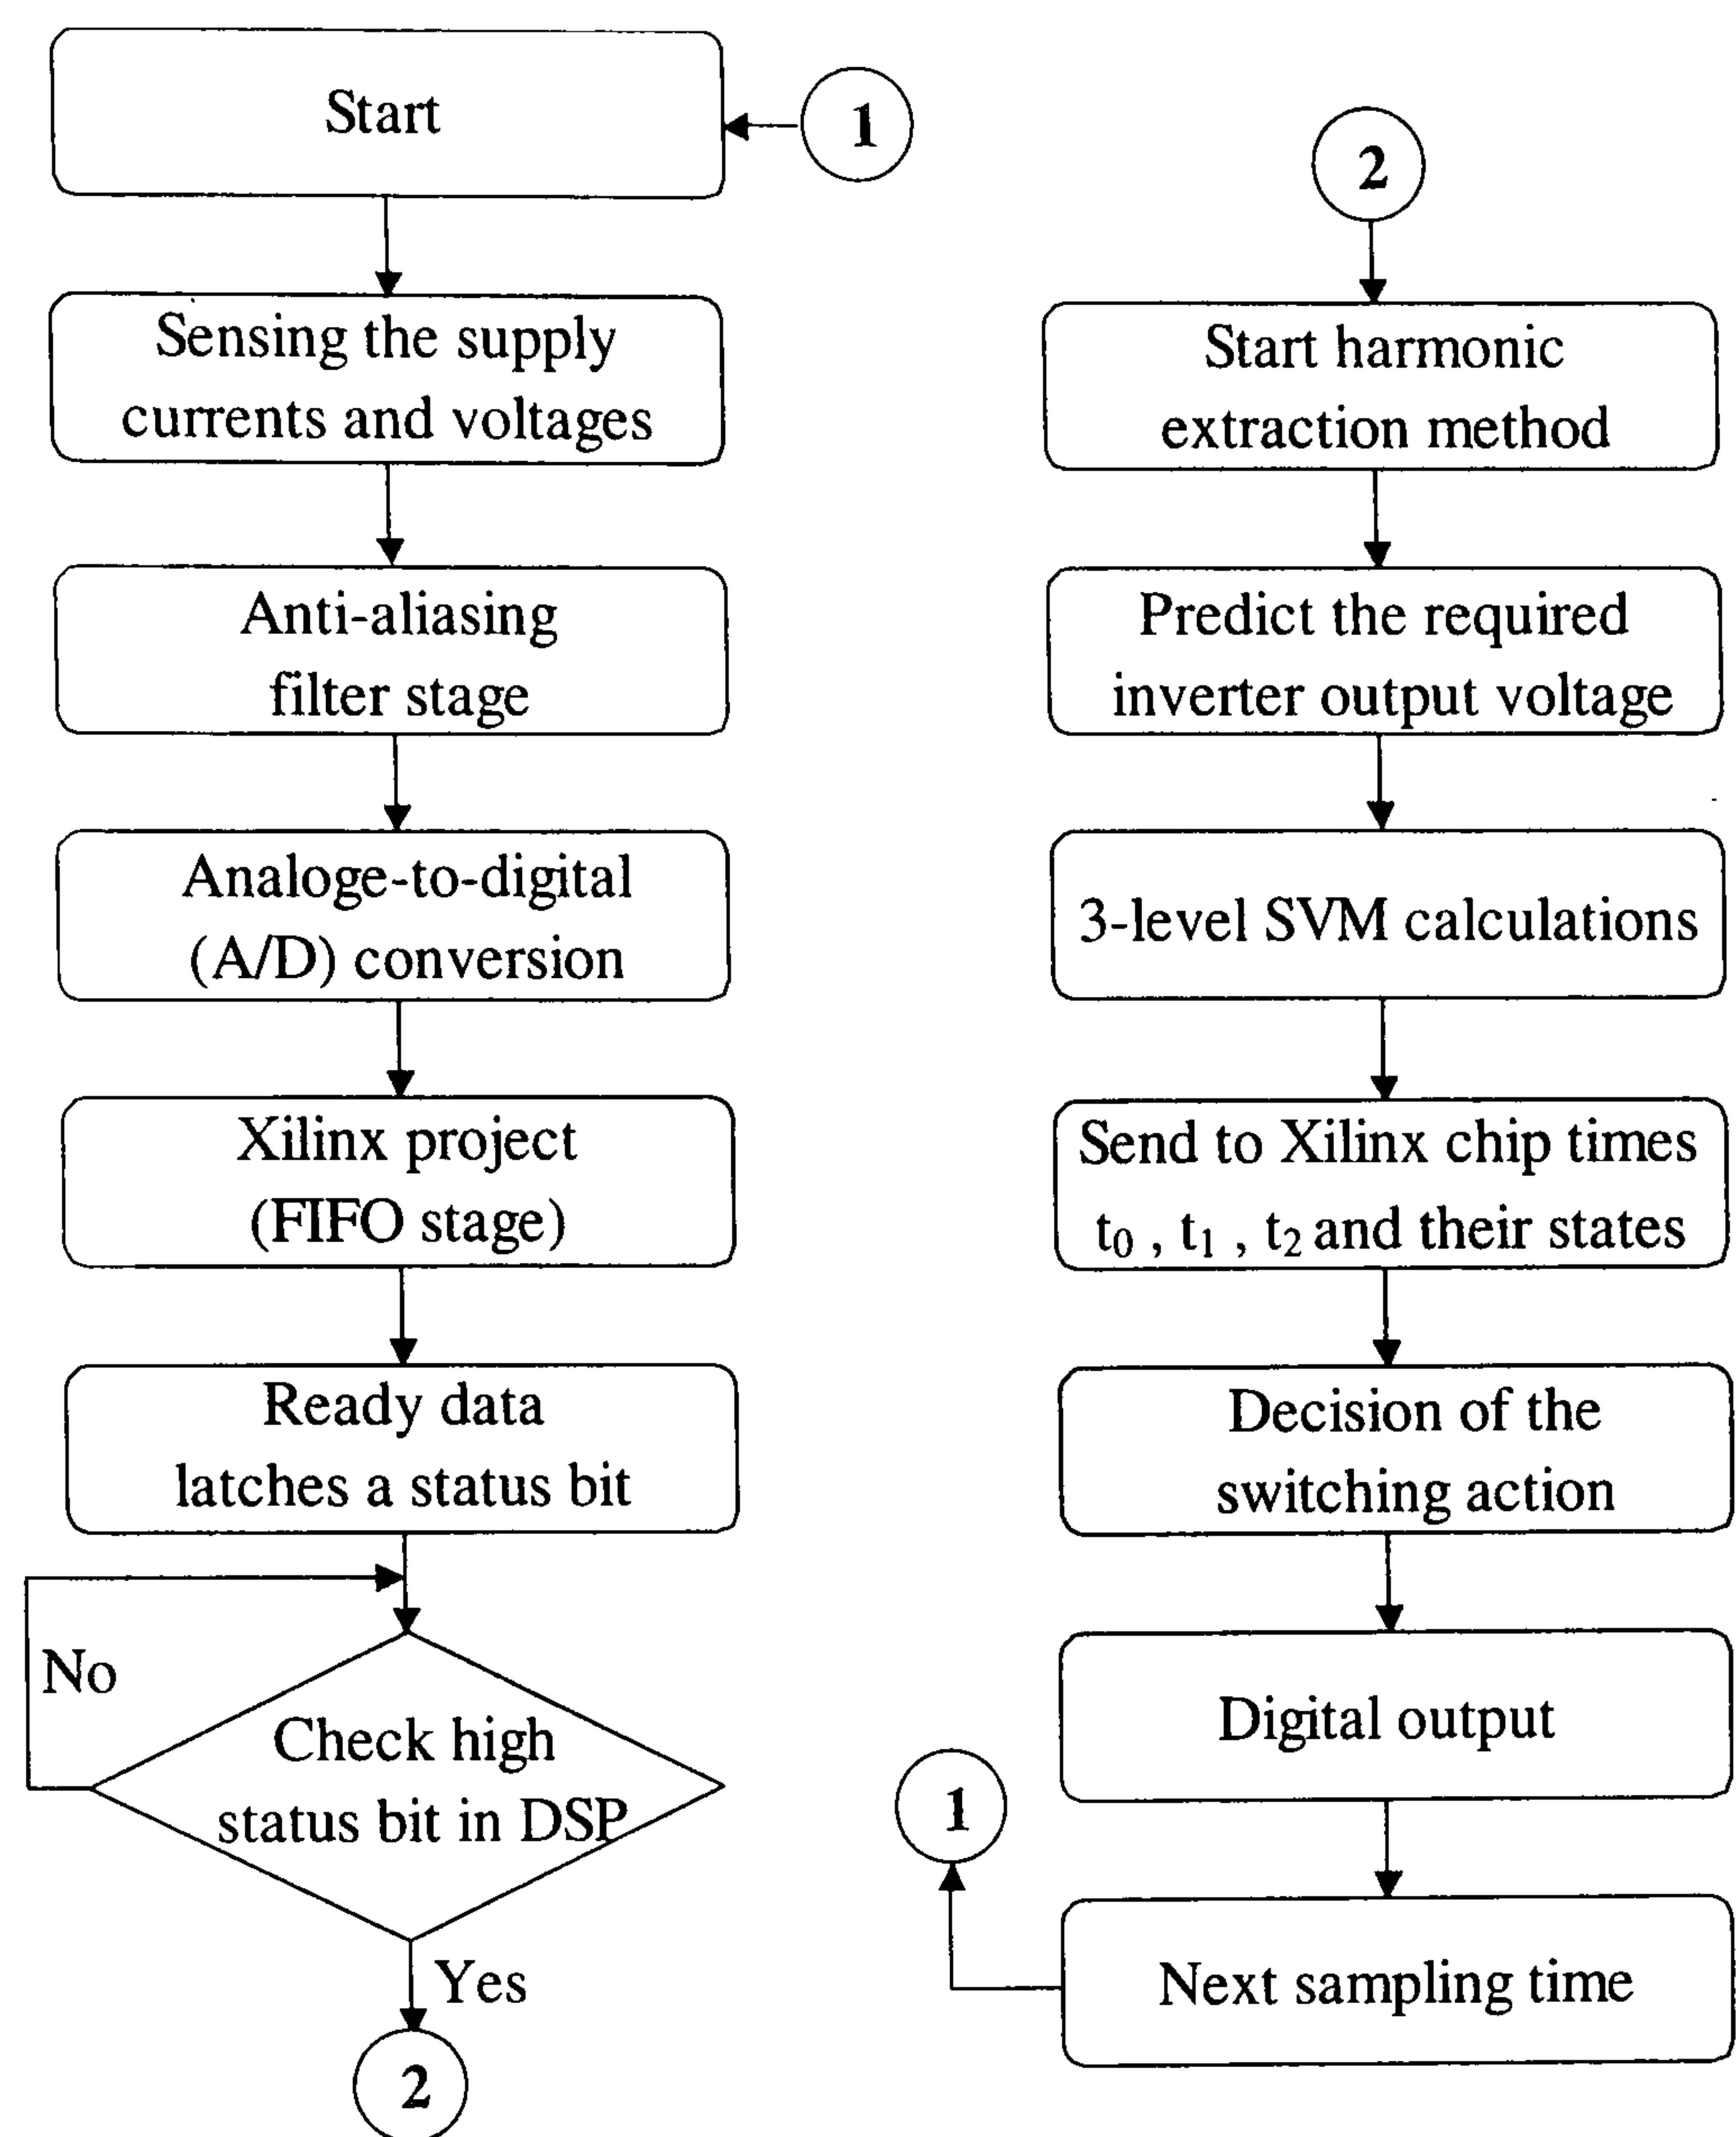 Start
1
Sensing the supply
currents and voltages
Anti-aliasing
filter stage
Analoge-to-digital
(A/D) conversion
Xilinx project
(FIFO stage)
Ready data
latches a status bit
No
Check high
status bit in DSP
Yes
2
2
Start harmonic
extraction method
Predict the required
inverter output voltage
3-level SVM calculations
Send to Xilinx chip times
t₀ , t₁ , t₂ and their states
Decision of the
switching action
Digital output
1
Next sampling time